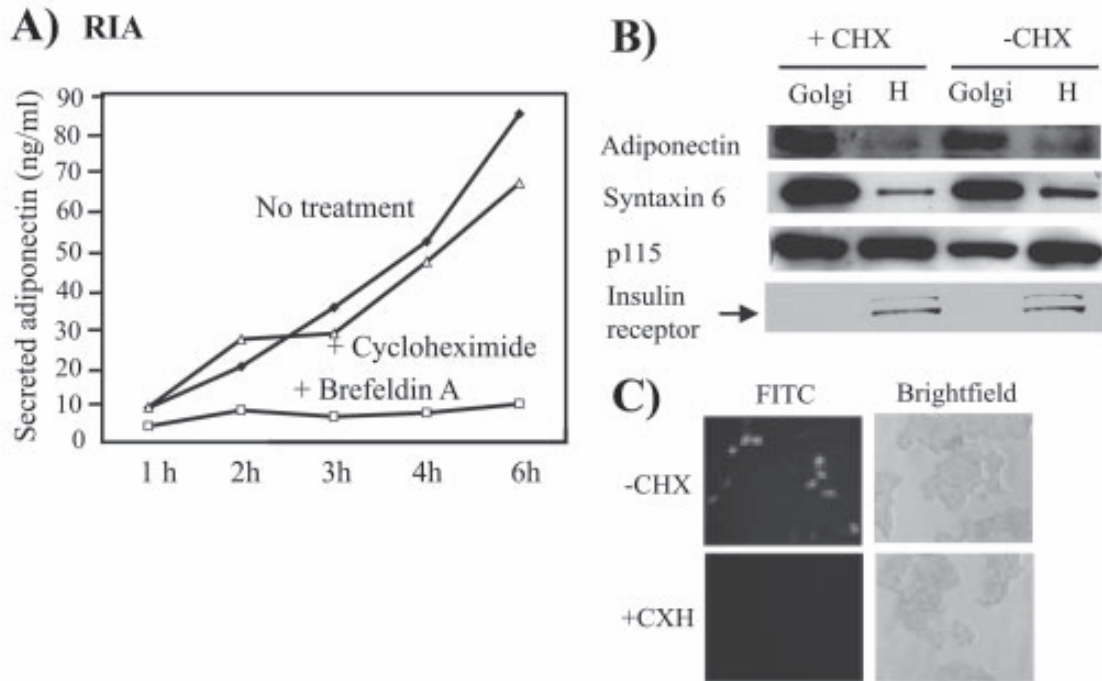 A) RIA
Secreted adiponectin (ng/ml)
90
80
70
60
50
40
30
20
10
0
No treatment
+ Cycloheximide
+ Brefeldin A
1 h 2h 3h 4h 6h
B)
+ CHX -CHX
Golgi H Golgi H
Adiponectin
Syntaxin 6
p115
Insulin
receptor
C)
FITC Brightfield
-CHX
+CXH